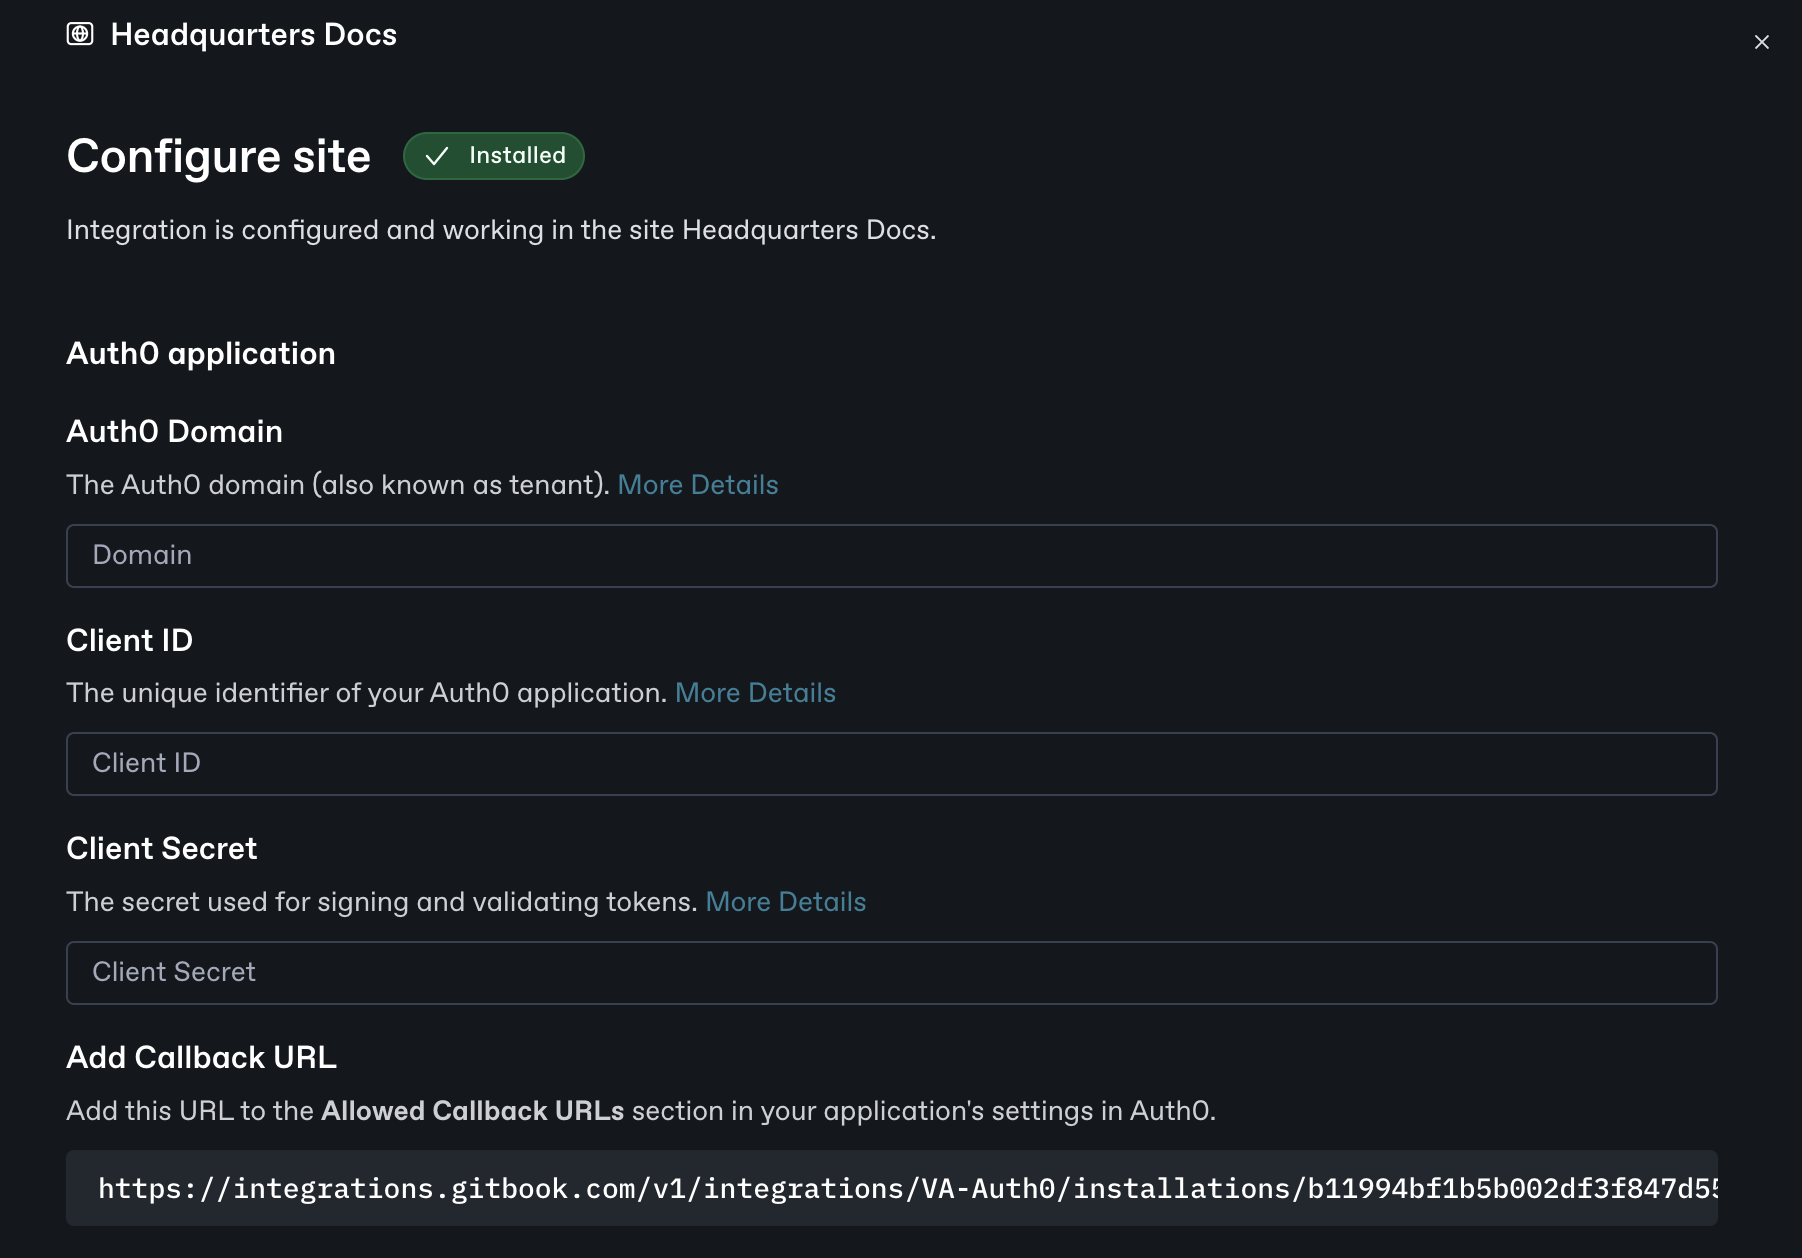 Headquarters Docs
Configure site
Installed
Integration is configured and working in the site Headquarters Docs.
Auth0 application
Auth0 Domain
The Auth0 domain (also known as tenant). More Details
Domain
Client ID
The unique identifier of your Auth0 application. More Details
Client ID
Client Secret
The secret used for signing and validating tokens. More Details
Client Secret
Add Callback URL
Add this URL to the Allowed Callback URLs section in your application's settings in Auth0.
https://integrations.gitbook.com/v1/integrations/VA-Auth0/installations/b11994bf1b5b002df3f847d55